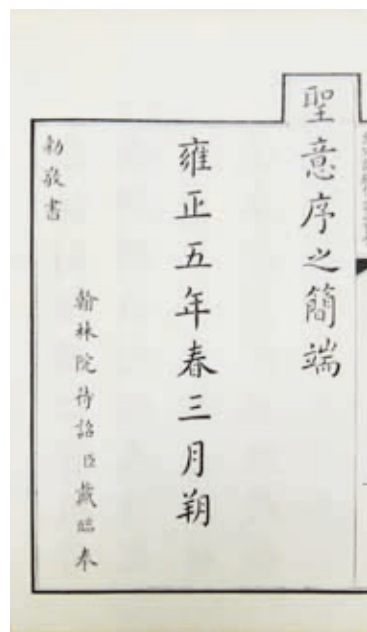 聖意序之簡端
雍正五年春三月朔
翰林院待詔臣戴臨奉
勅敬書